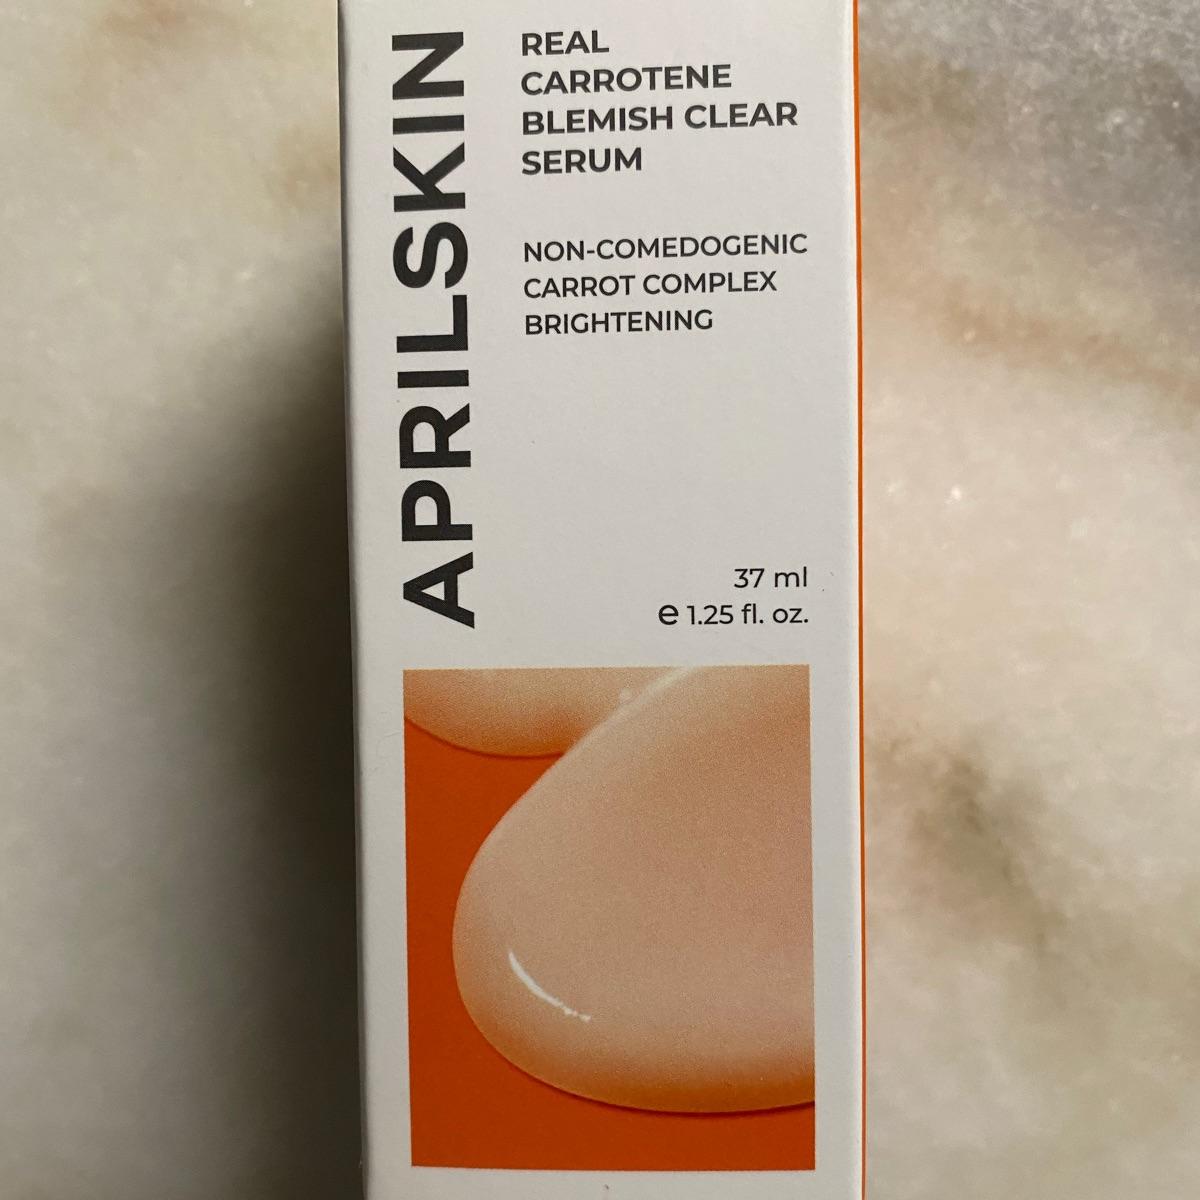 APRILSKIN
REAL
CARROTENE
BLEMISH CLEAR
SERUM
NON-COMEDOGENIC
CARROT COMPLEX
BRIGHTENING
37 ml
e 1.25 fl. oz.